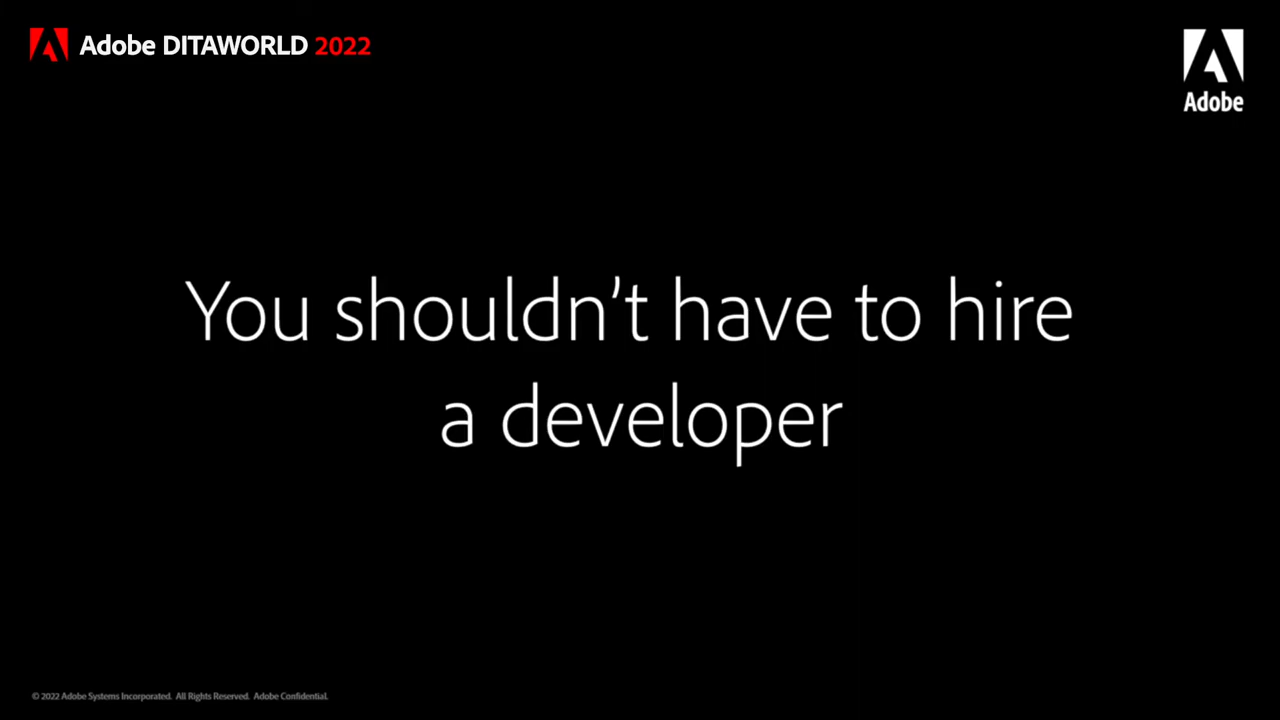 Adobe DITAWORLD 2022
Adobe
You shouldn't have to hire
a developer
© 2022 Adobe Systems Incorporated. All Rights Reserved. Adobe Confidential.